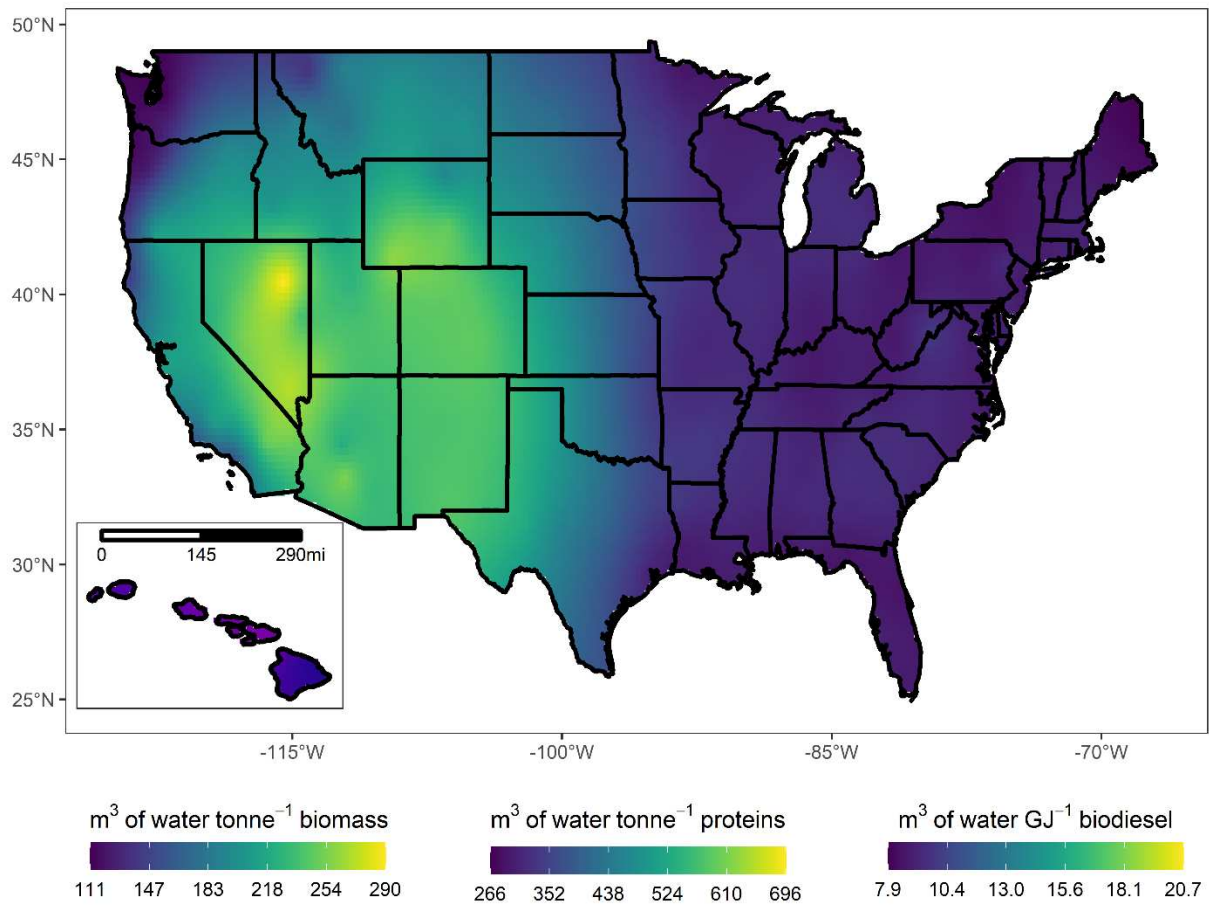 50°N
45°N
40°N
35°N
30°N
25°N
0 145 290mi
-115°W -100°W -85°W -70°W
m³ of water tonne⁻¹ biomass
111 147 183 218 254 290
m³ of water tonne⁻¹ proteins
266 352 438 524 610 696
m³ of water GJ⁻¹ biodiesel
7.9 10.4 13.0 15.6 18.1 20.7